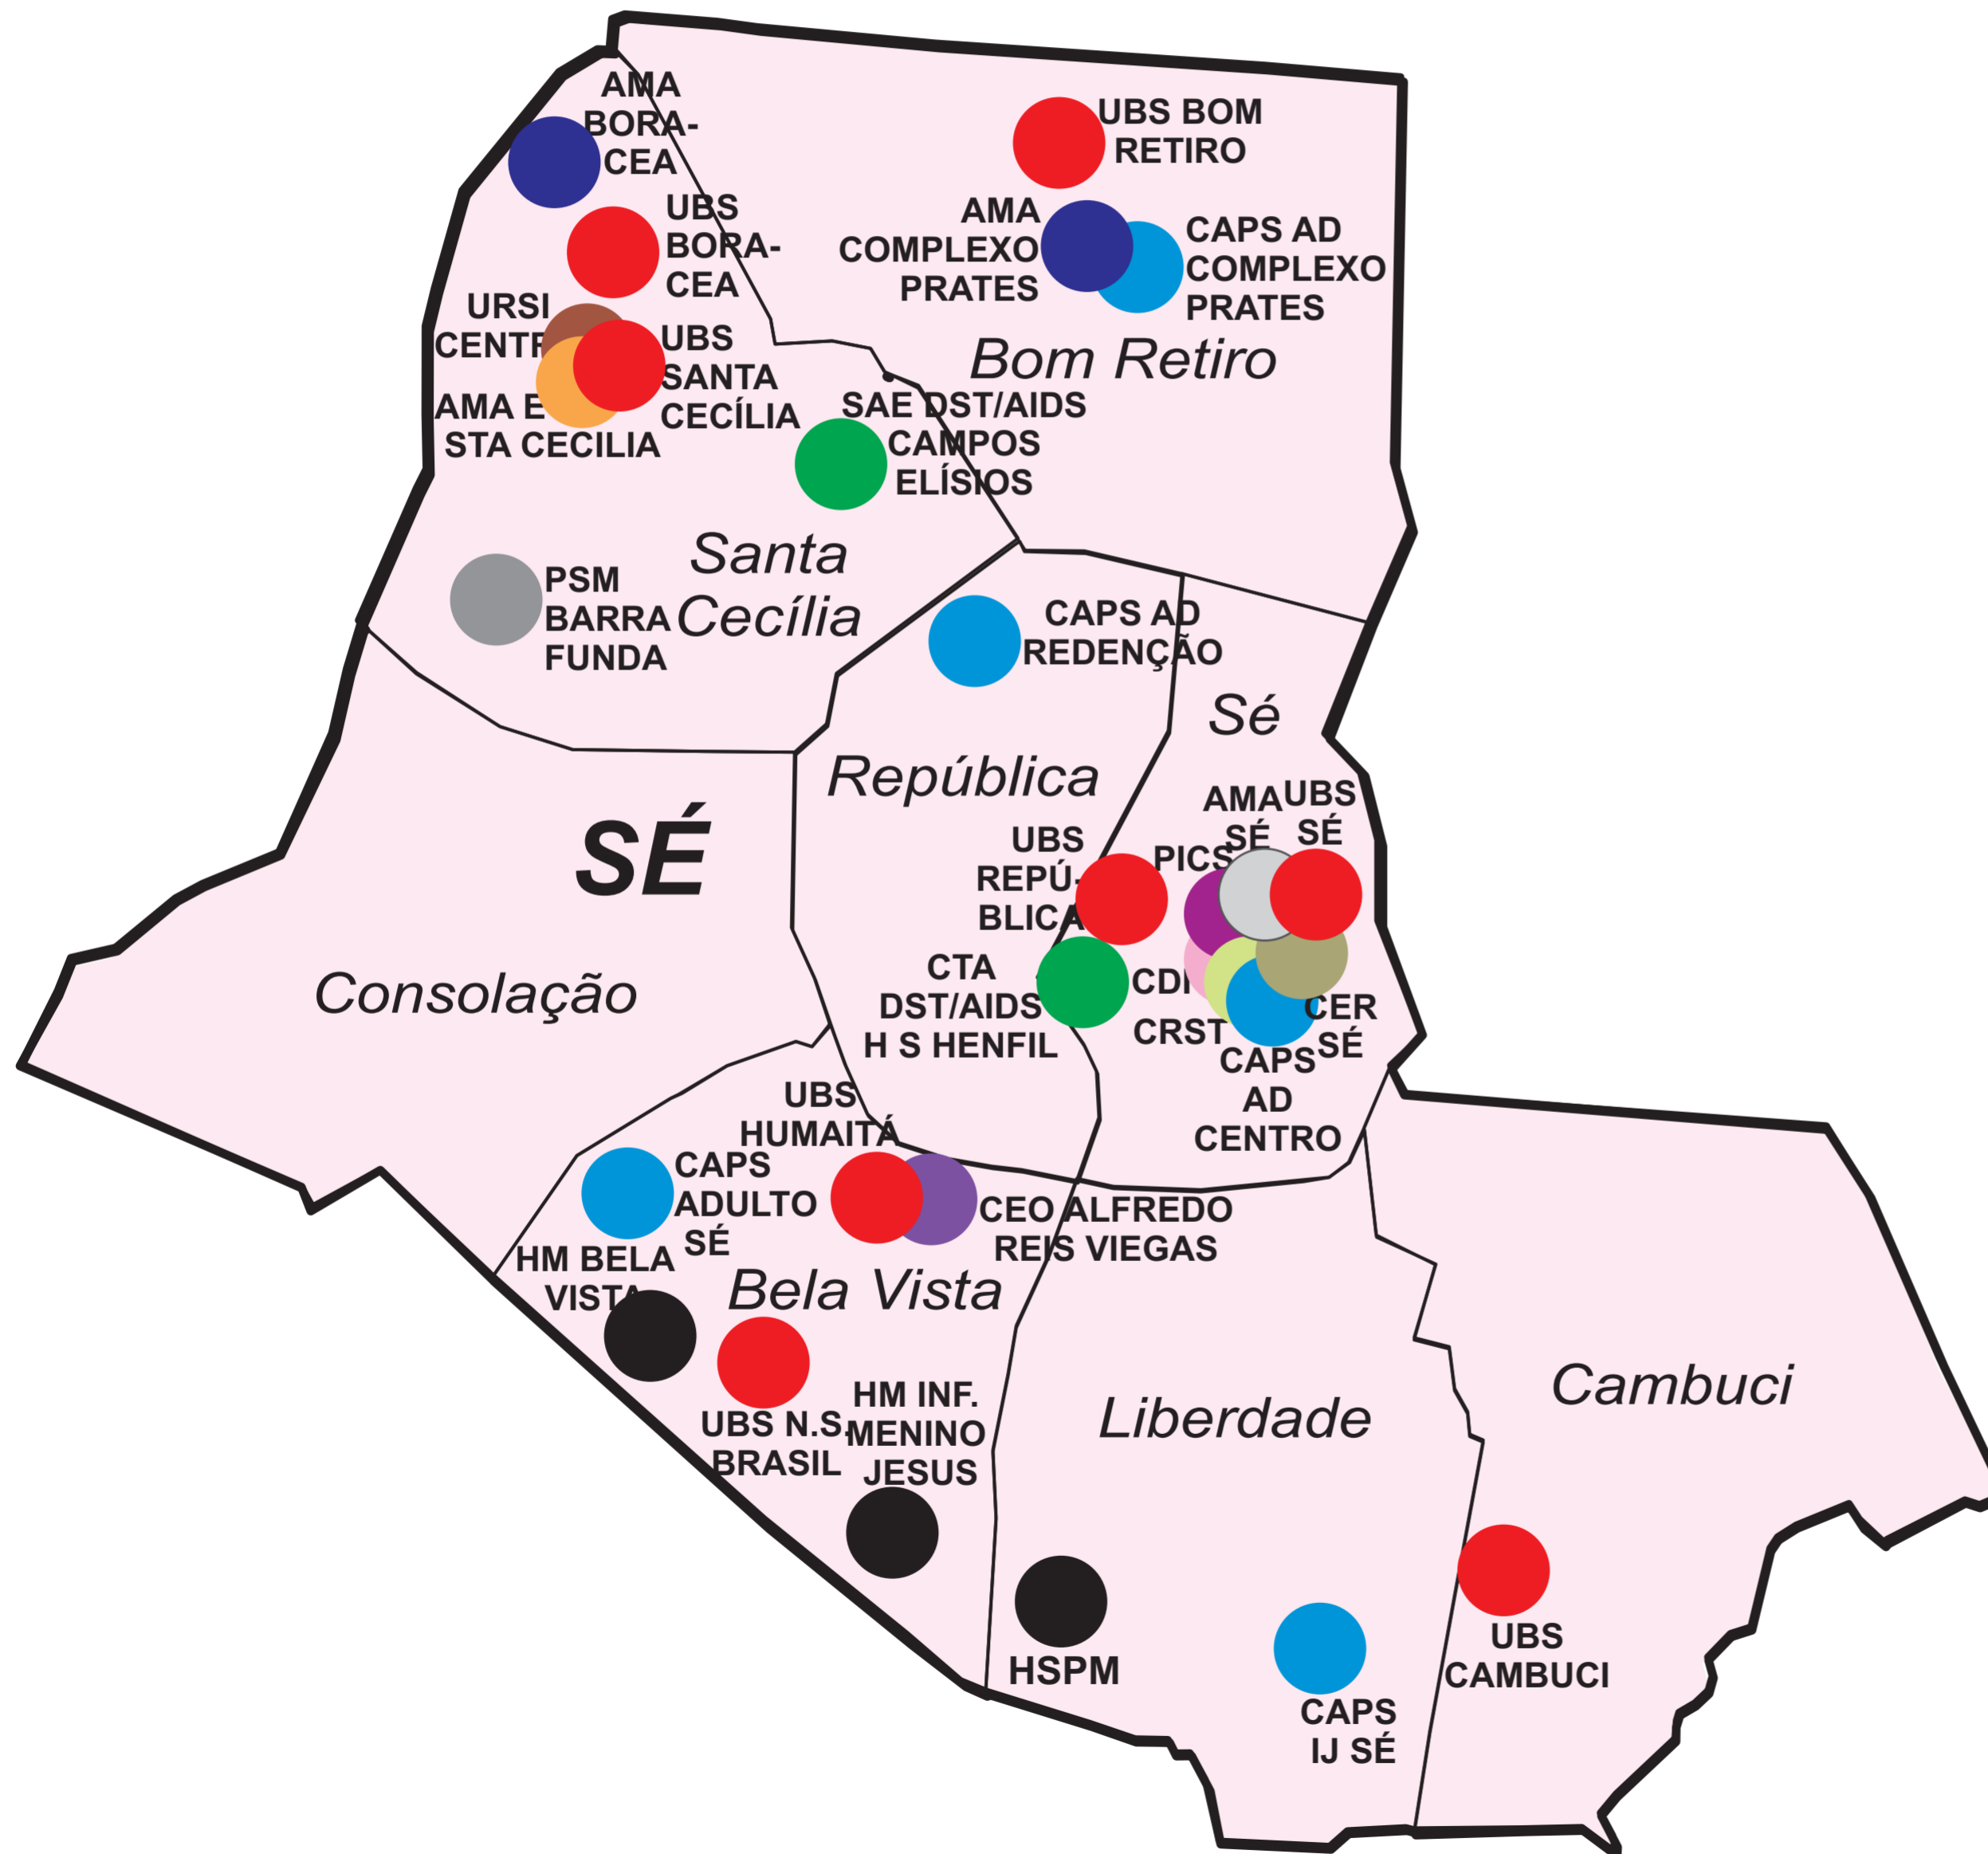 AMA
BORA-
CEA
UBS BOM
RETIRO
UBS
BORA-
CEA
AMA
COMPLEXO
PRATES
CAPS AD
COMPLEXO
PRATES
URSI
CENTR
UBS
SANTA
CECÍLIA
Bom Retiro
AMA E
STA CECILIA
SAE DST/AIDS
CAMPOS
ELÍSIOS
Santa
Cecília
PSM
BARRA
FUNDA
CAPS AD
REDENÇÃO
Sé
República
SÉ
AMA
SÉ
UBS
SÉ
UBS
REPÚ-
BLICA
PICS
Consolação
CTA
DST/AIDS
H S HENFIL
CDI
CRST
CER
SÉ
CAPS
AD
CENTRO
UBS
HUMAITÁ
CAPS
ADULTO
SÉ
CEO ALFREDO
REIS VIEGAS
HM BELA
VISTA
Bela Vista
UBS N.S.
BRASIL
HM INF.
MENINO
JESUS
Liberdade
Cambuci
HSPM
UBS
CAMBUCI
CAPS
IJ SÉ